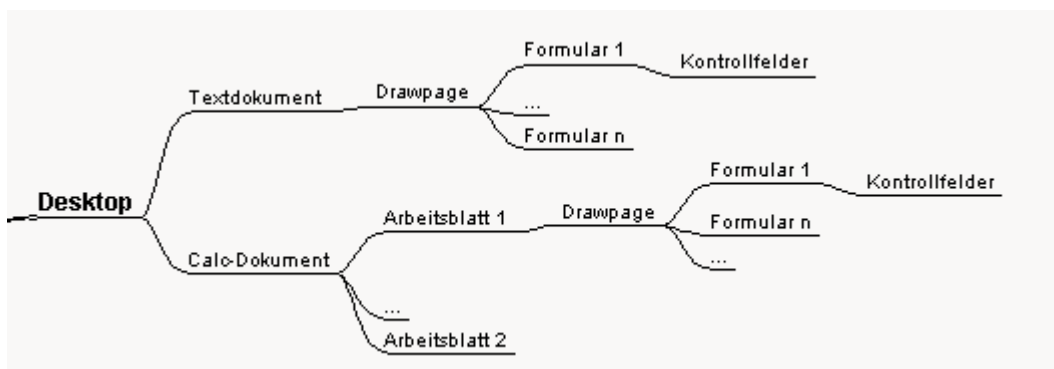 Desktop
Textdokument
Drawpage
Formular 1
Kontrollfelder
...
Formular n
Calc-Dokument
Arbeitsblatt 1
Drawpage
Formular 1
Kontrollfelder
Formular n
...
...
Arbeitsblatt 2